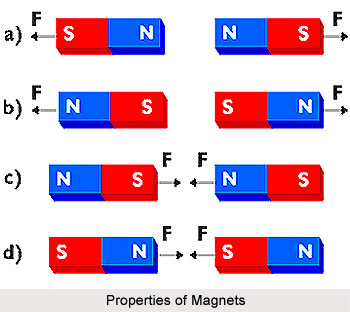 F F
a) S N N S
F F
b) N S S N
F F
c) N S N S
F F
d) S N S N
Properties of Magnets